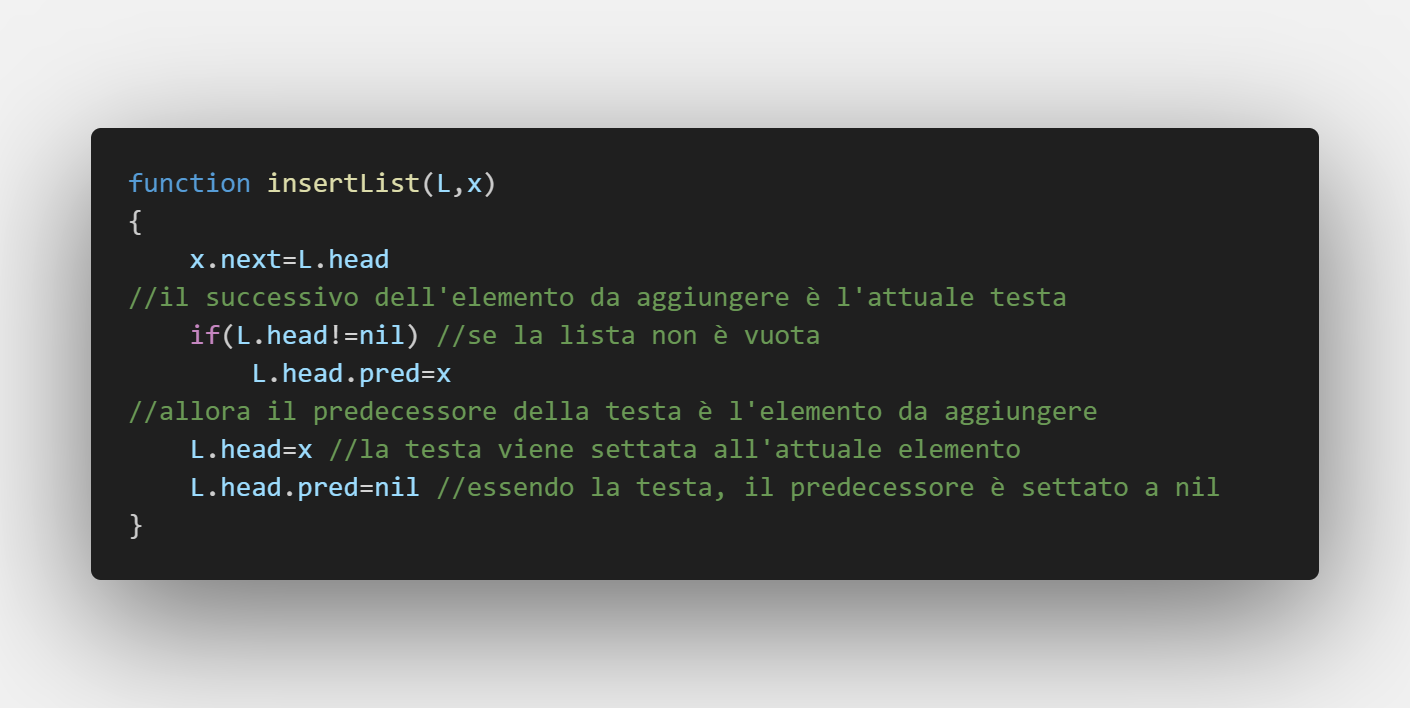 function insertList(L,x)
{
    x.next=L.head
//il successivo dell'elemento da aggiungere è l'attuale testa
    if(L.head!=nil) //se la lista non è vuota
        L.head.pred=x
//allora il predecessore della testa è l'elemento da aggiungere
    L.head=x //la testa viene settata all'attuale elemento
    L.head.pred=nil //essendo la testa, il predecessore è settato a nil
}